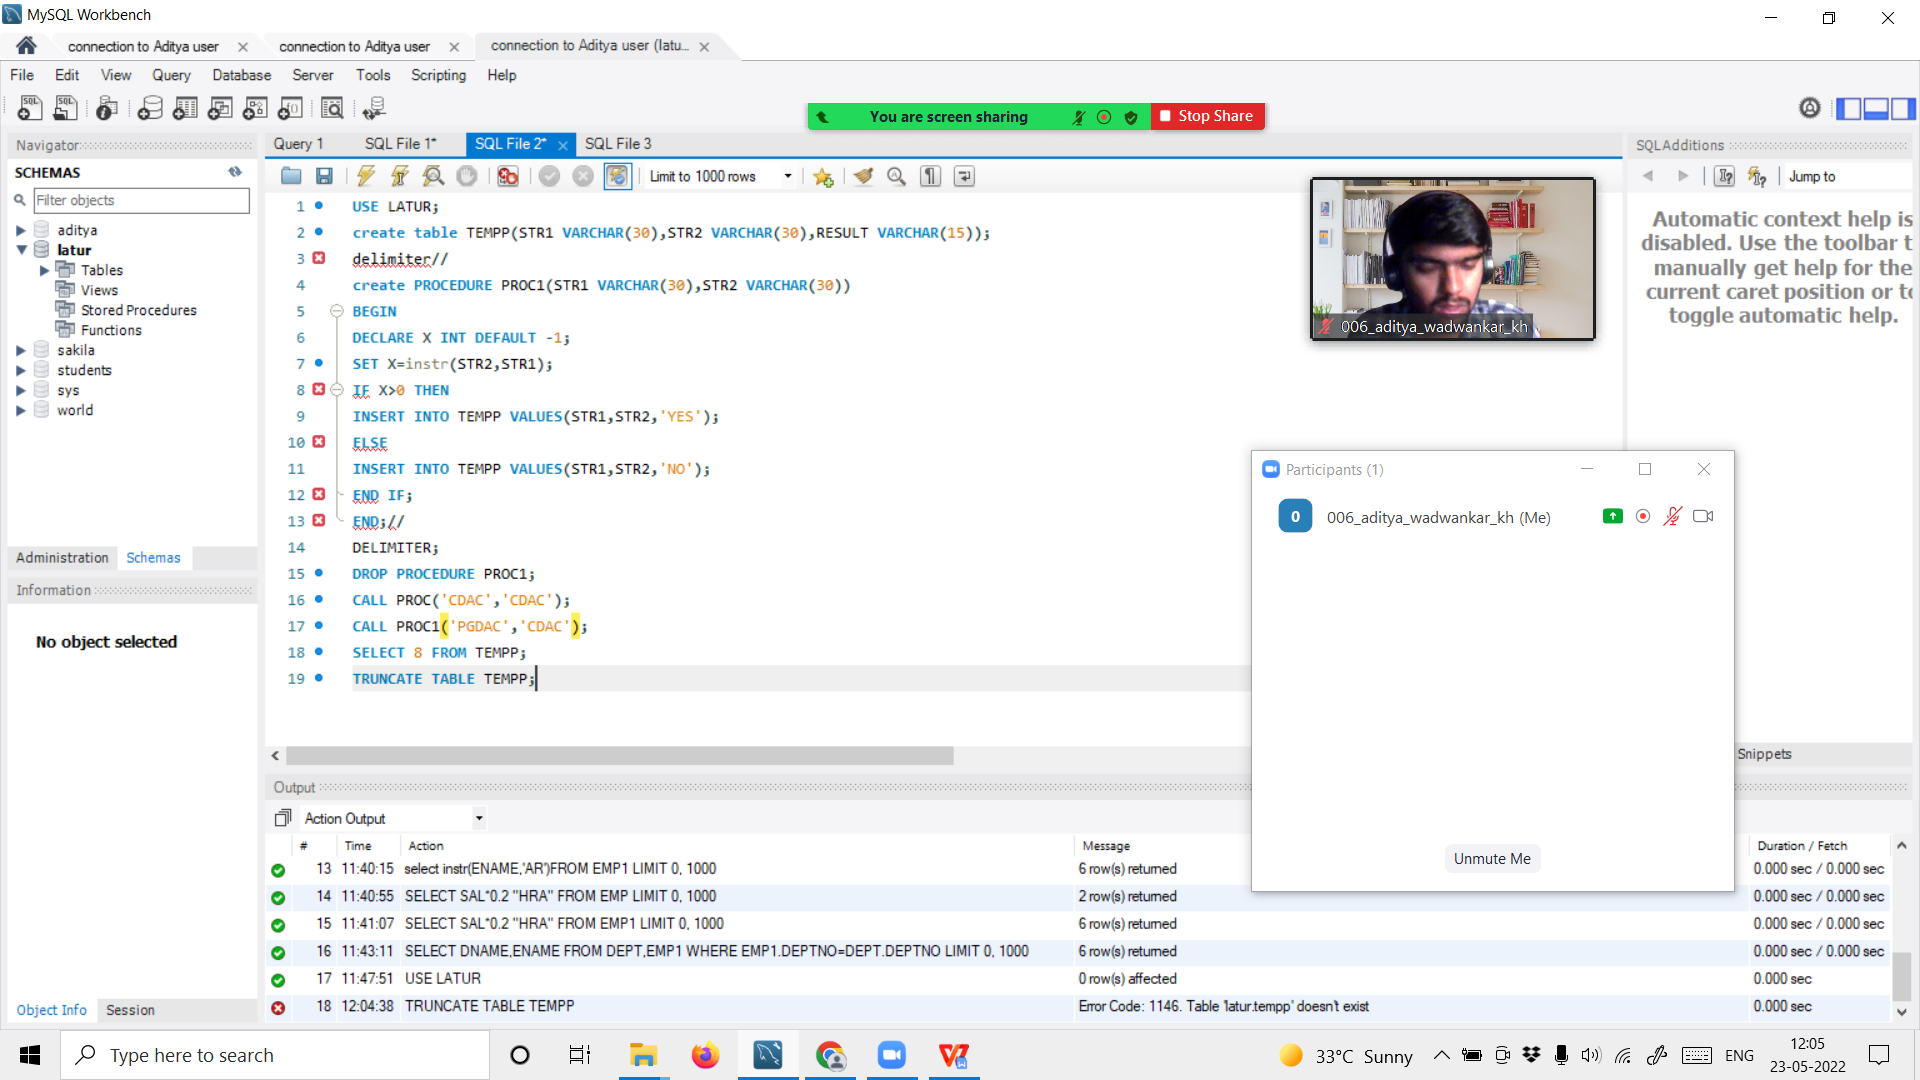 MySQL Workbench
connection to Aditya user
connection to Aditya user
connection to Aditya user (latu...
File Edit View Query Database Server Tools Scripting Help
You are screen sharing
Stop Share
Navigator
SCHEMAS
Filter objects
aditya
latur
Tables
Views
Stored Procedures
Functions
sakila
students
sys
world
Administration Schemas
Information
No object selected
Object Info Session
Query 1 SQL File 1* SQL File 2* SQL File 3
Limit to 1000 rows
1 USE LATUR;
2 create table TEMPP(STR1 VARCHAR(30),STR2 VARCHAR(30),RESULT VARCHAR(15));
3 delimiter//
4 create PROCEDURE PROC1(STR1 VARCHAR(30),STR2 VARCHAR(30))
5 BEGIN
6 DECLARE X INT DEFAULT -1;
7 SET X=instr(STR2,STR1);
8 IF X>0 THEN
9 INSERT INTO TEMPP VALUES(STR1,STR2,'YES');
10 ELSE
11 INSERT INTO TEMPP VALUES(STR1,STR2,'NO');
12 END IF;
13 END;//
14 DELIMITER;
15 DROP PROCEDURE PROC1;
16 CALL PROC('CDAC','CDAC');
17 CALL PROC1('PGDAC','CDAC');
18 SELECT 8 FROM TEMPP;
19 TRUNCATE TABLE TEMPP;
SQLAdditions
Jump to
Automatic context help is
disabled. Use the toolbar t
manually get help for the
current caret position or to
toggle automatic help.
006_aditya_wadwankar_kh
Participants (1)
0 006_aditya_wadwankar_kh (Me)
Unmute Me
Snippets
Output
Action Output
# Time Action Message Duration / Fetch
13 11:40:15 select instr(ENAME,'AR')FROM EMP1 LIMIT 0, 1000 6 row(s) returned 0.000 sec / 0.000 sec
14 11:40:55 SELECT SAL*0.2 "HRA" FROM EMP LIMIT 0, 1000 2 row(s) returned 0.000 sec / 0.000 sec
15 11:41:07 SELECT SAL*0.2 "HRA" FROM EMP1 LIMIT 0, 1000 6 row(s) returned 0.000 sec / 0.000 sec
16 11:43:11 SELECT DNAME,ENAME FROM DEPT,EMP1 WHERE EMP1.DEPTNO=DEPT.DEPTNO LIMIT 0, 1000 6 row(s) returned 0.000 sec / 0.000 sec
17 11:47:51 USE LATUR 0 row(s) affected 0.000 sec
18 12:04:38 TRUNCATE TABLE TEMPP Error Code: 1146. Table 'latur.tempp' doesn't exist 0.000 sec
Type here to search
33°C Sunny
ENG
12:05
23-05-2022